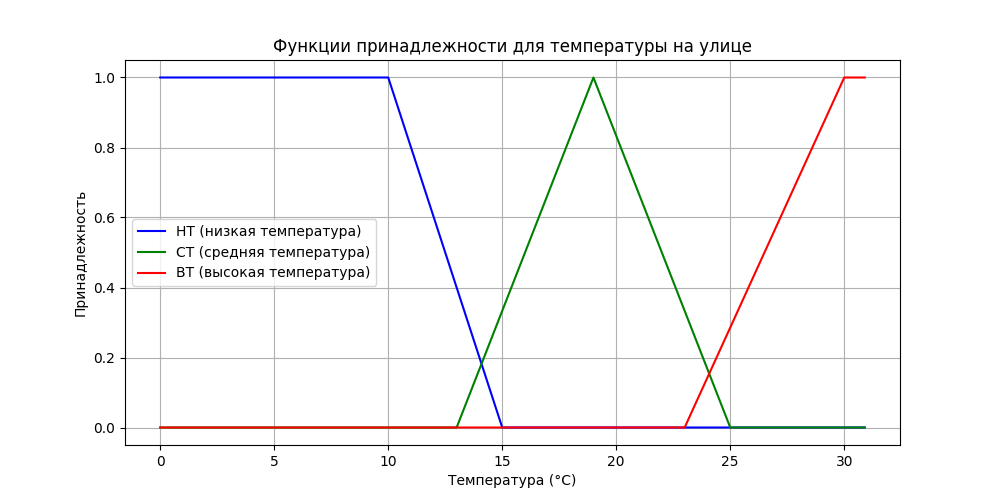 Функции принадлежности для температуры на улице
1.0
0.8
0.6
0.4
0.2
0.0
Принадлежность
НТ (низкая температура)
СТ (средняя температура)
ВТ (высокая температура)
0 5 10 15 20 25 30
Температура (°C)